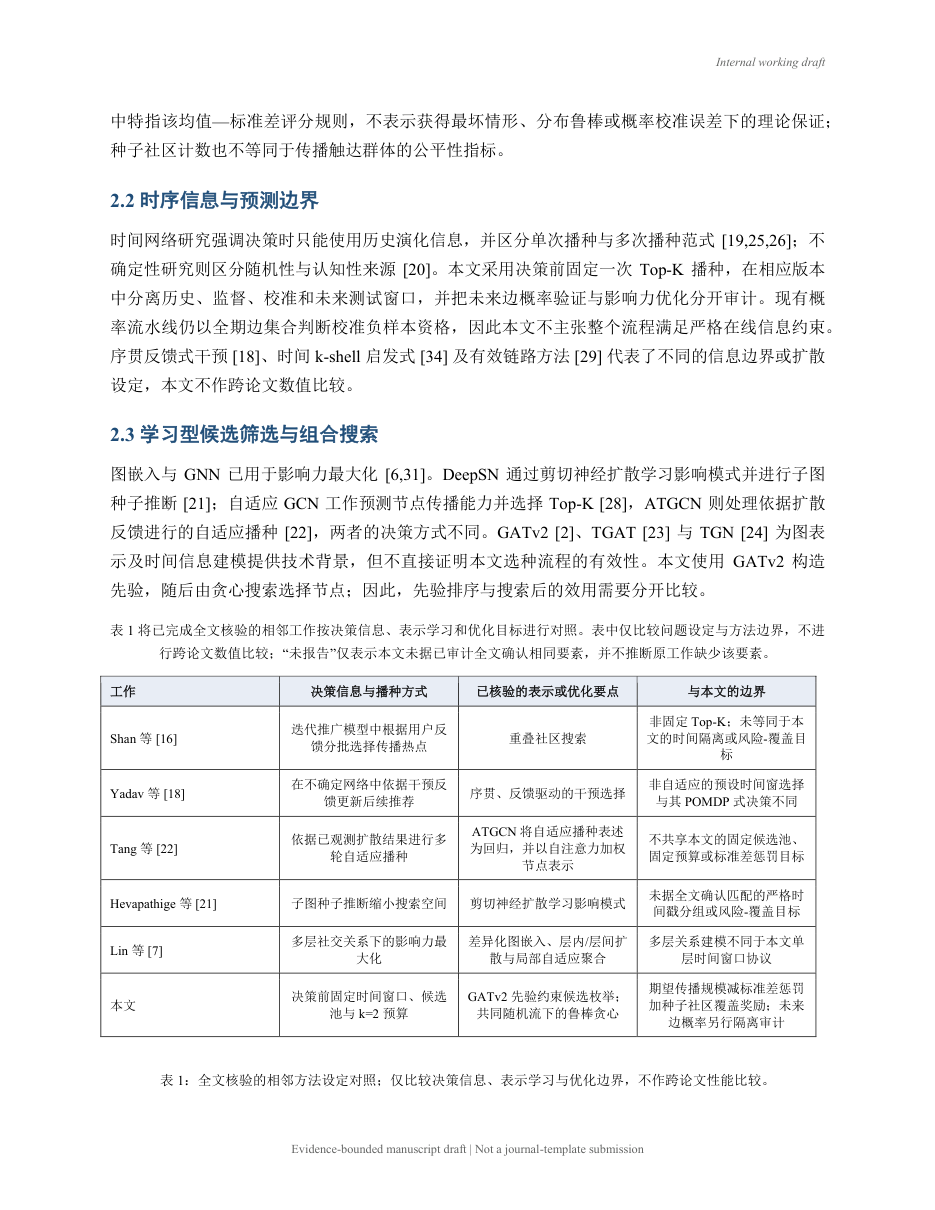 Internal working draft
中特指该均值—标准差评分规则，不表示获得最坏情形、分布鲁棒或概率校准误差下的理论保证；
种子社区计数也不等同于传播触达群体的公平性指标。
2.2 时序信息与预测边界
时间网络研究强调决策时只能使用历史演化信息，并区分单次播种与多次播种范式 [19,25,26]；不
确定性研究则区分随机性与认知性来源 [20]。本文采用决策前固定一次 Top-K 播种，在相应版本
中分离历史、监督、校准和未来测试窗口，并把未来边概率验证与影响力优化分开审计。现有概
率流水线仍以全期边集合判断校准负样本资格，因此本文不主张整个流程满足严格在线信息约束。
序贯反馈式干预 [18]、时间 k-shell 启发式 [34] 及有效链路方法 [29] 代表了不同的信息边界或扩散
设定，本文不作跨论文数值比较。
2.3 学习型候选筛选与组合搜索
图嵌入与 GNN 已用于影响力最大化 [6,31]。DeepSN 通过剪切神经扩散学习影响模式并进行子图
种子推断 [21]；自适应 GCN 工作预测节点传播能力并选择 Top-K [28]，ATGCN 则处理依据扩散
反馈进行的自适应播种 [22]，两者的决策方式不同。GATv2 [2]、TGAT [23] 与 TGN [24] 为图表
示及时间信息建模提供技术背景，但不直接证明本文选种流程的有效性。本文使用 GATv2 构造
先验，随后由贪心搜索选择节点；因此，先验排序与搜索后的效用需要分开比较。
表 1 将已完成全文核验的相邻工作按决策信息、表示学习和优化目标进行对照。表中仅比较问题设定与方法边界，不进
行跨论文数值比较；“未报告”仅表示本文未据已审计全文确认相同要素，并不推断原工作缺少该要素。
工作 决策信息与播种方式 已核验的表示或优化要点 与本文的边界
Shan 等 [16]
迭代推广模型中根据用户反
馈分批选择传播热点
重叠社区搜索
非固定 Top-K；未等同于本
文的时间隔离或风险-覆盖目
标
Yadav 等 [18]
在不确定网络中依据干预反
馈更新后续推荐
序贯、反馈驱动的干预选择
非自适应的预设时间窗选择
与其 POMDP 式决策不同
Tang 等 [22]
依据已观测扩散结果进行多
轮自适应播种
ATGCN 将自适应播种表述
为回归，并以自注意力加权
节点表示
不共享本文的固定候选池、
固定预算或标准差惩罚目标
Hevapathige 等 [21]
子图种子推断缩小搜索空间
剪切神经扩散学习影响模式
未据全文确认匹配的严格时
间戳分组或风险-覆盖目标
Lin 等 [7]
多层社交关系下的影响力最
大化
差异化图嵌入、层内/层间扩
散与局部自适应聚合
多层关系建模不同于本文单
层时间窗口协议
本文
决策前固定时间窗口、候选
池与 k=2 预算
GATv2 先验约束候选枚举；
共同随机流下的鲁棒贪心
期望传播规模减标准差惩罚
加种子社区覆盖奖励；未来
边概率另行隔离审计
表 1：全文核验的相邻方法设定对照；仅比较决策信息、表示学习与优化边界，不作跨论文性能比较。
Evidence-bounded manuscript draft | Not a journal-template submission